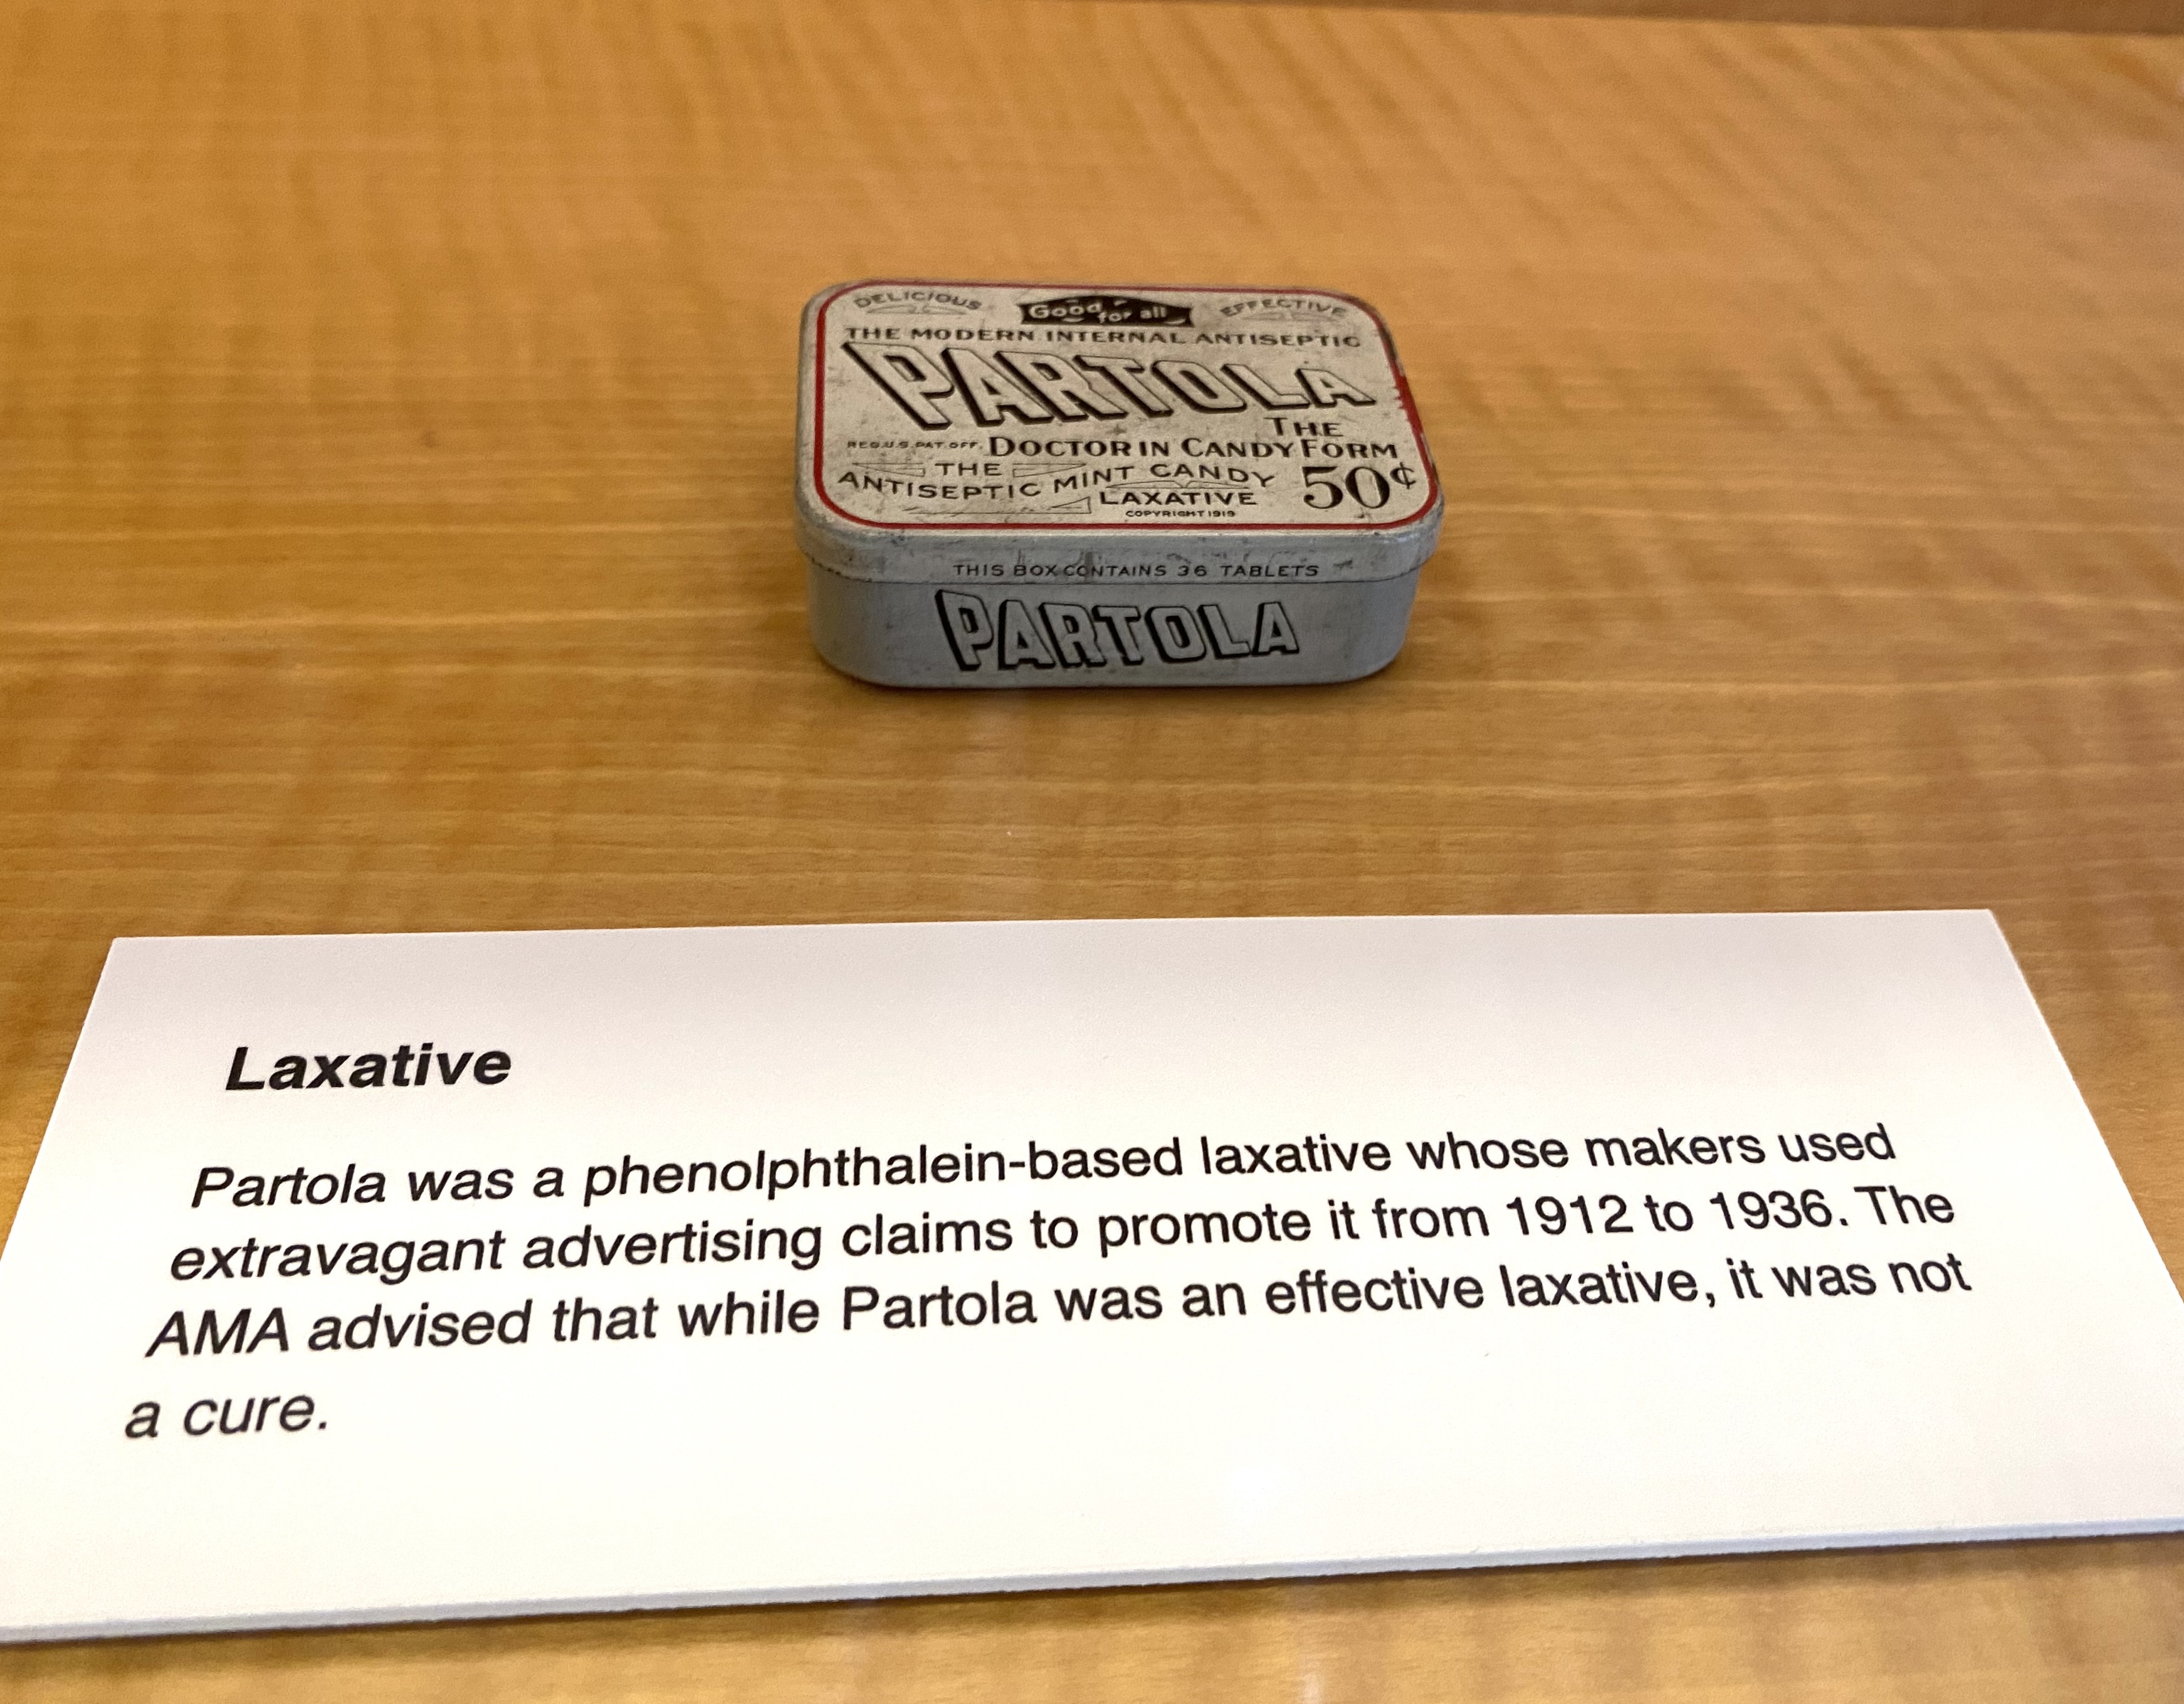 DELICIOUS Good for all EFFECTIVE
THE MODERN INTERNAL ANTISEPTIC
PARTOLA
THE
REG.U.S.PAT.OFF. DOCTOR IN CANDY FORM
THE
ANTISEPTIC MINT CANDY 50¢
LAXATIVE
COPYRIGHT 1919
THIS BOX CONTAINS 36 TABLETS
PARTOLA
Laxative
Partola was a phenolphthalein-based laxative whose makers used
extravagant advertising claims to promote it from 1912 to 1936. The
AMA advised that while Partola was an effective laxative, it was not
a cure.